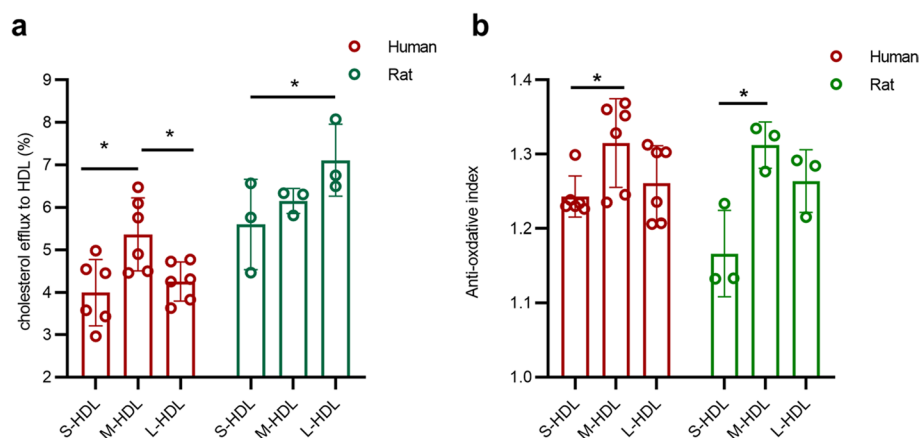 a
Human
Rat
cholesterol efflux to HDL (%)
9
8
7
6
5
4
3
2
*
*
*
S-HDL
M-HDL
L-HDL
S-HDL
M-HDL
L-HDL
b
Human
Rat
Anti-oxdative index
1.4
1.3
1.2
1.1
1.0
*
*
S-HDL
M-HDL
L-HDL
S-HDL
M-HDL
L-HDL